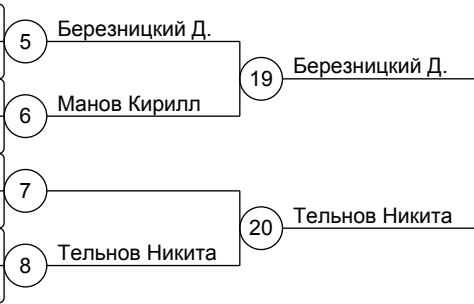 5 Березницкий Д.
19 Березницкий Д.
6 Манов Кирилл
7
20 Тельнов Никита
8 Тельнов Никита